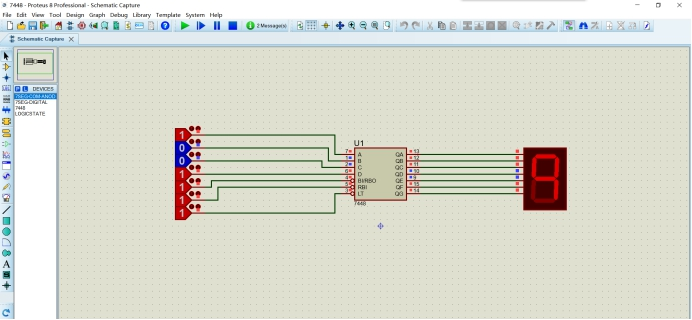 7448 - Proteus 8 Professional - Schematic Capture
File Edit View Tool Design Graph Debug Library Template System Help
2 Message(s)
Schematic Capture
P L DEVICES
7SEG-COM-ANOD
7SEG-DIGITAL
7448
LOGICSTATE
1
0
0
1
1
1
1
U1
7 A QA 13
1 B QB 12
2 C QC 11
6 D QD 10
4 BI/RBO QE 9
5 RBI QF 15
3 LT QG 14
7448